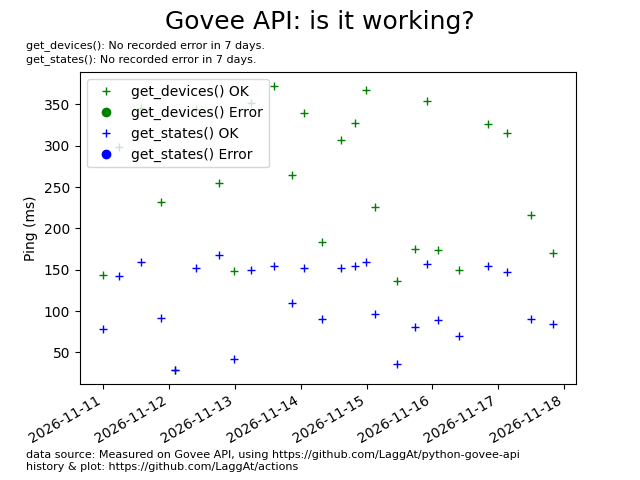 Govee API: is it working?
get_devices(): No recorded error in 7 days.
get_states(): No recorded error in 7 days.
get_devices() OK
get_devices() Error
get_states() OK
get_states() Error
Ping (ms)
350
300
250
200
150
100
50
2026-11-11
2026-11-12
2026-11-13
2026-11-14
2026-11-15
2026-11-16
2026-11-17
2026-11-18
data source: Measured on Govee API, using https://github.com/LaggAt/python-govee-api
history & plot: https://github.com/LaggAt/actions